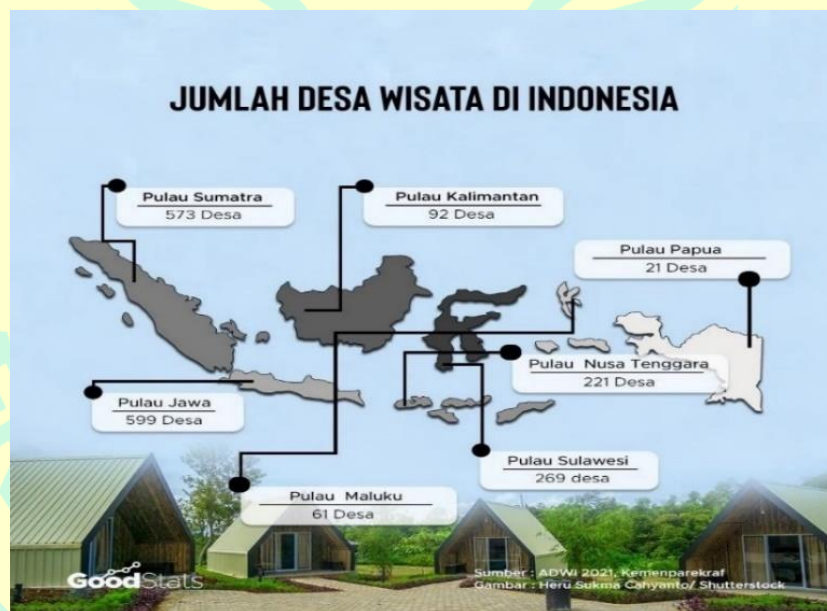 JUMLAH DESA WISATA DI INDONESIA
Pulau Sumatra
573 Desa
Pulau Kalimantan
92 Desa
Pulau Papua
21 Desa
Pulau Nusa Tenggara
221 Desa
Pulau Jawa
599 Desa
Pulau Sulawesi
269 desa
Pulau Maluku
61 Desa
GoodStats
Sumber : ADWI 2021, Kemenparekraf
Gambar : Heru Sukma Cahyanto/ Shutterstock